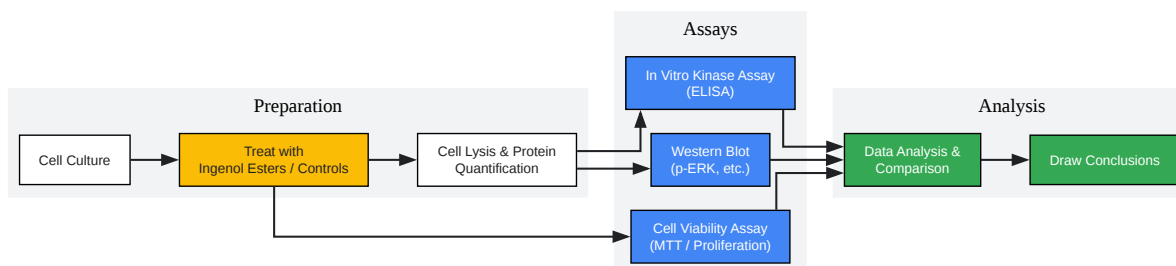 Preparation
Cell Culture
Treat with
Ingenol Esters / Controls
Cell Lysis & Protein
Quantification
Assays
In Vitro Kinase Assay
(ELISA)
Western Blot
(p-ERK, etc.)
Cell Viability Assay
(MTT / Proliferation)
Analysis
Data Analysis &
Comparison
Draw Conclusions